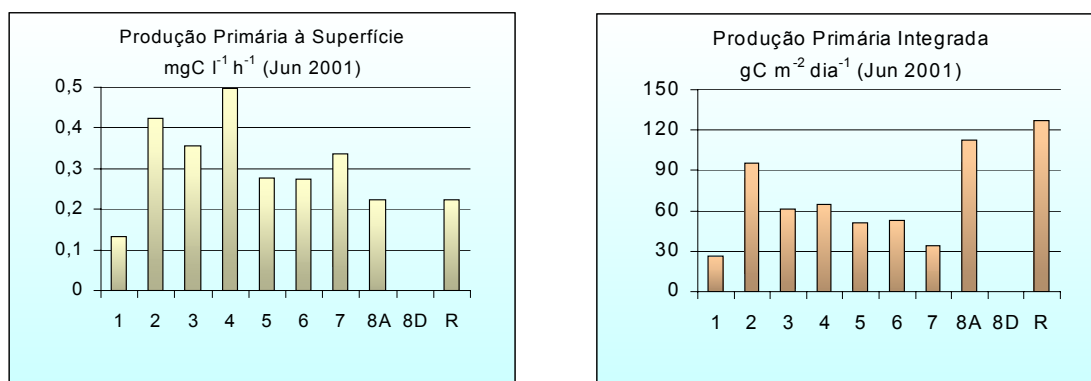 Produção Primária à Superfície
mgC l⁻¹ h⁻¹ (Jun 2001)
0,5
0,4
0,3
0,2
0,1
0
1 2 3 4 5 6 7 8A 8D R
Produção Primária Integrada
gC m⁻² dia⁻¹ (Jun 2001)
150
120
90
60
30
0
1 2 3 4 5 6 7 8A 8D R